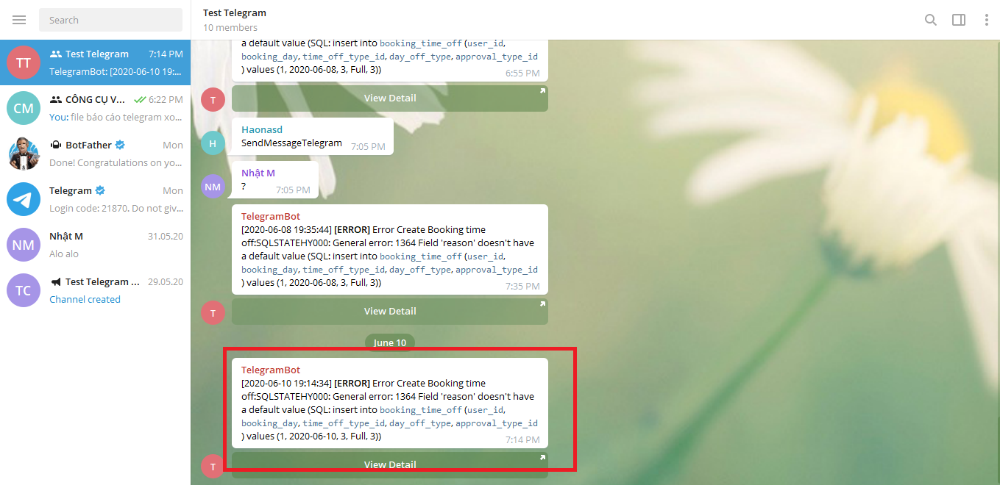 Search
TT
Test Telegram
7:14 PM
TelegramBot: [2020-06-10 19:...
CM
CÔNG CỤ V...
6:22 PM
You: file báo cáo telegram xo...
BotFather
Mon
Done! Congratulations on yo...
Telegram
Mon
Login code: 21870. Do not giv...
NM
Nhật M
31.05.20
Alo alo
TC
Test Telegram ...
29.05.20
Channel created
Test Telegram
10 members
a default value (SQL: insert into booking_time_off (user_id,
booking_day, time_off_type_id, day_off_type, approval_type_id
) values (1, 2020-06-08, 3, Full, 3))
6:55 PM
T
View Detail
Haonasd
H
SendMessageTelegram
7:05 PM
Nhật M
NM
?
7:05 PM
TelegramBot
[2020-06-08 19:35:44] [ERROR] Error Create Booking time
off:SQLSTATEHY000: General error: 1364 Field 'reason' doesn't have
a default value (SQL: insert into booking_time_off (user_id,
booking_day, time_off_type_id, day_off_type, approval_type_id
) values (1, 2020-06-08, 3, Full, 3))
7:35 PM
T
View Detail
June 10
TelegramBot
[2020-06-10 19:14:34] [ERROR] Error Create Booking time
off:SQLSTATEHY000: General error: 1364 Field 'reason' doesn't have
a default value (SQL: insert into booking_time_off (user_id,
booking_day, time_off_type_id, day_off_type, approval_type_id
) values (1, 2020-06-10, 3, Full, 3))
7:14 PM
T
View Detail